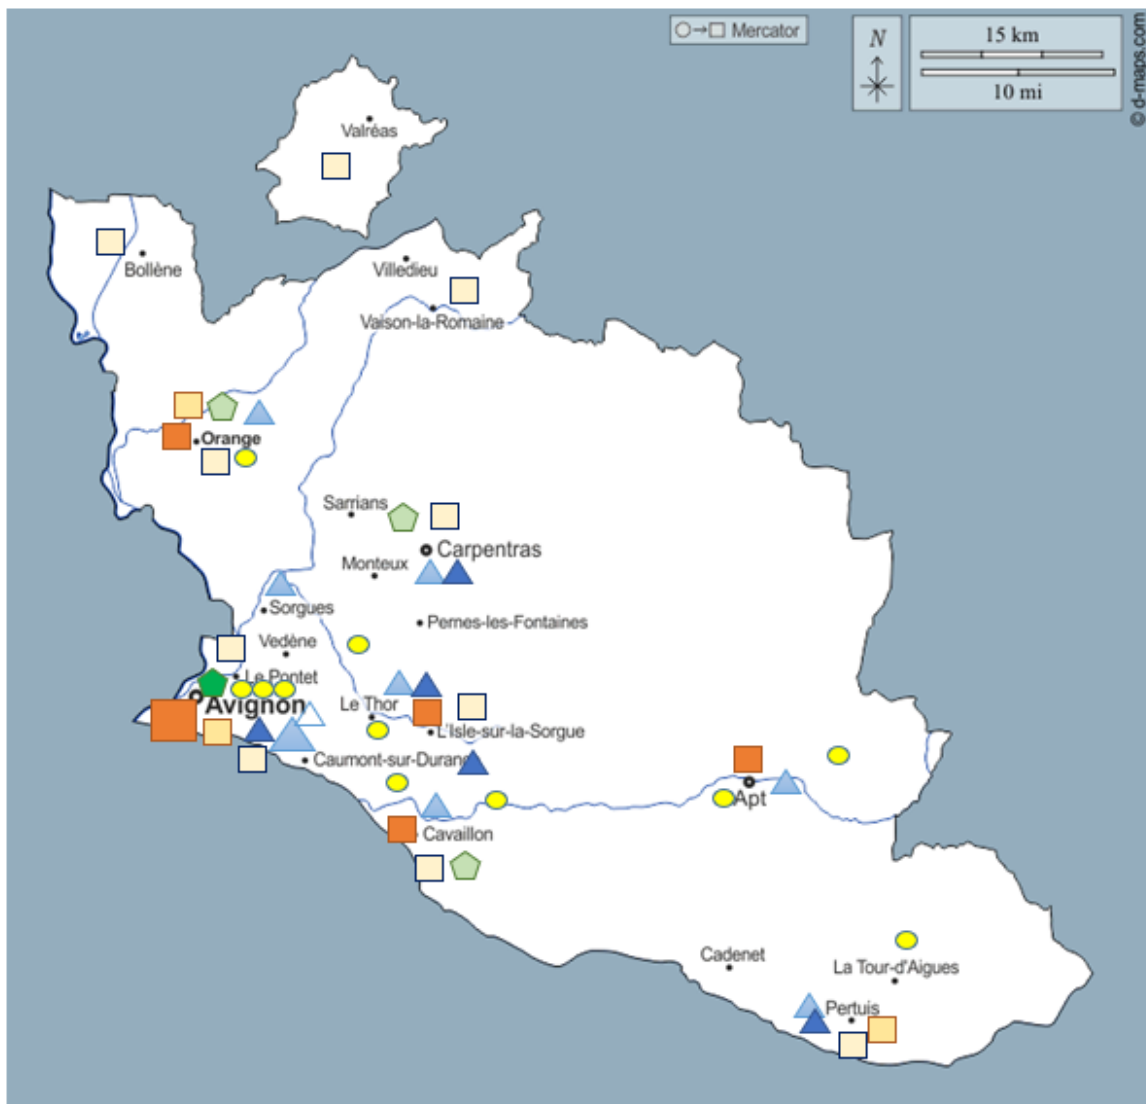 ○→□ Mercator
N
15 km
10 mi
© d-maps.com
Valréas
Bollène
Villedieu
Vaison-la-Romaine
Orange
Sarrians
Carpentras
Monteux
Sorgues
Pernes-les-Fontaines
Vedène
Le Pontet
Avignon
Le Thor
L'Isle-sur-la-Sorgue
Caumont-sur-Duranc
Apt
Cavaillon
Cadenet
La Tour-d'Aigues
Pertuis